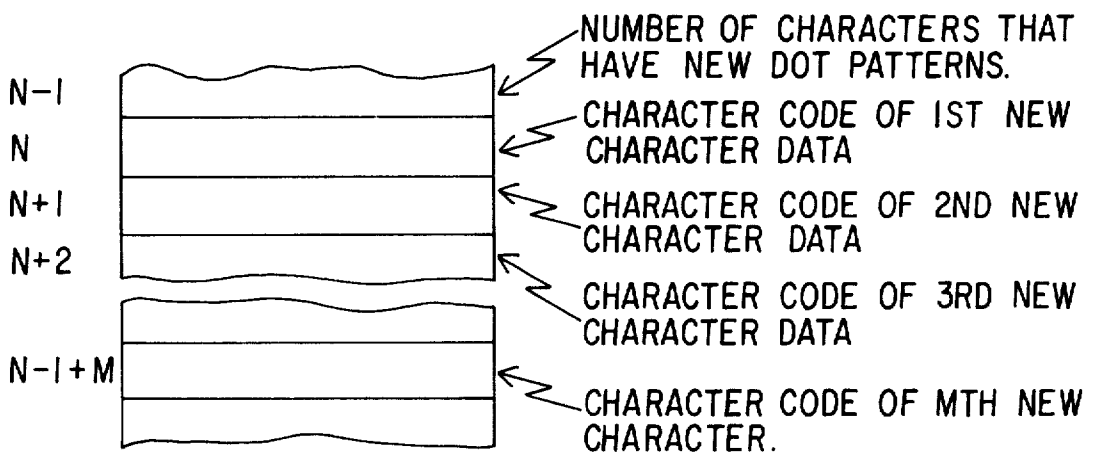 NUMBER OF CHARACTERS THAT
HAVE NEW DOT PATTERNS.
N-1
CHARACTER CODE OF 1ST NEW
CHARACTER DATA
N
N+1
CHARACTER CODE OF 2ND NEW
CHARACTER DATA
N+2
CHARACTER CODE OF 3RD NEW
CHARACTER DATA
N-1+M
CHARACTER CODE OF MTH NEW
CHARACTER.